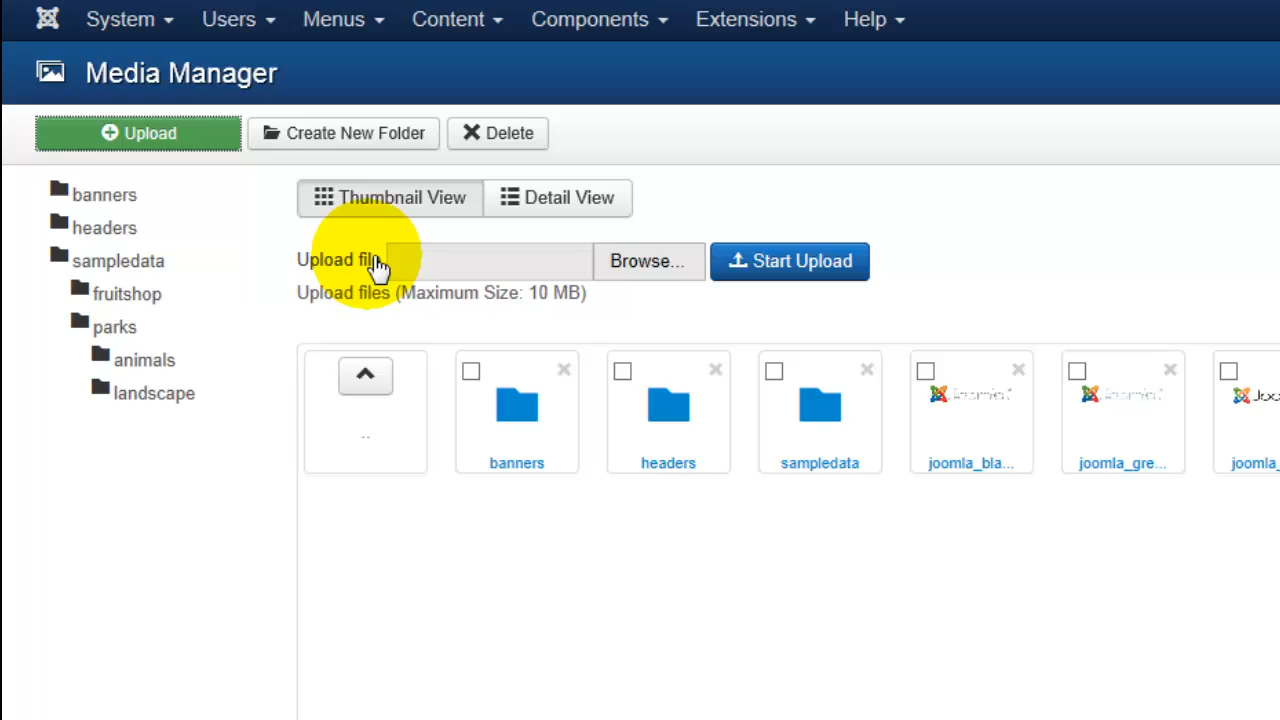 System Users Menus Content Components Extensions Help
Media Manager
Upload Create New Folder Delete
banners
headers
sampledata
fruitshop
parks
animals
landscape
Thumbnail View Detail View
Upload file Browse... Start Upload
Upload files (Maximum Size: 10 MB)
..
banners headers sampledata joomla_bla... joomla_gre... joomla_